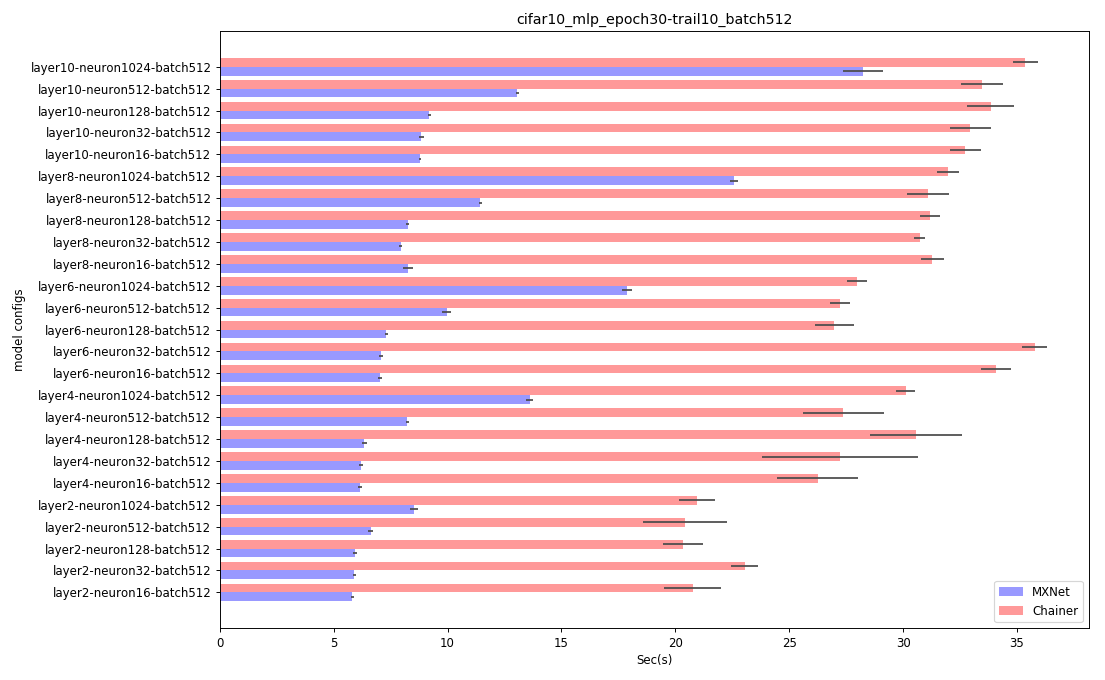 cifar10_mlp_epoch30-trail10_batch512
model configs
layer10-neuron1024-batch512
layer10-neuron512-batch512
layer10-neuron128-batch512
layer10-neuron32-batch512
layer10-neuron16-batch512
layer8-neuron1024-batch512
layer8-neuron512-batch512
layer8-neuron128-batch512
layer8-neuron32-batch512
layer8-neuron16-batch512
layer6-neuron1024-batch512
layer6-neuron512-batch512
layer6-neuron128-batch512
layer6-neuron32-batch512
layer6-neuron16-batch512
layer4-neuron1024-batch512
layer4-neuron512-batch512
layer4-neuron128-batch512
layer4-neuron32-batch512
layer4-neuron16-batch512
layer2-neuron1024-batch512
layer2-neuron512-batch512
layer2-neuron128-batch512
layer2-neuron32-batch512
layer2-neuron16-batch512
MXNet
Chainer
0 5 10 15 20 25 30 35
Sec(s)